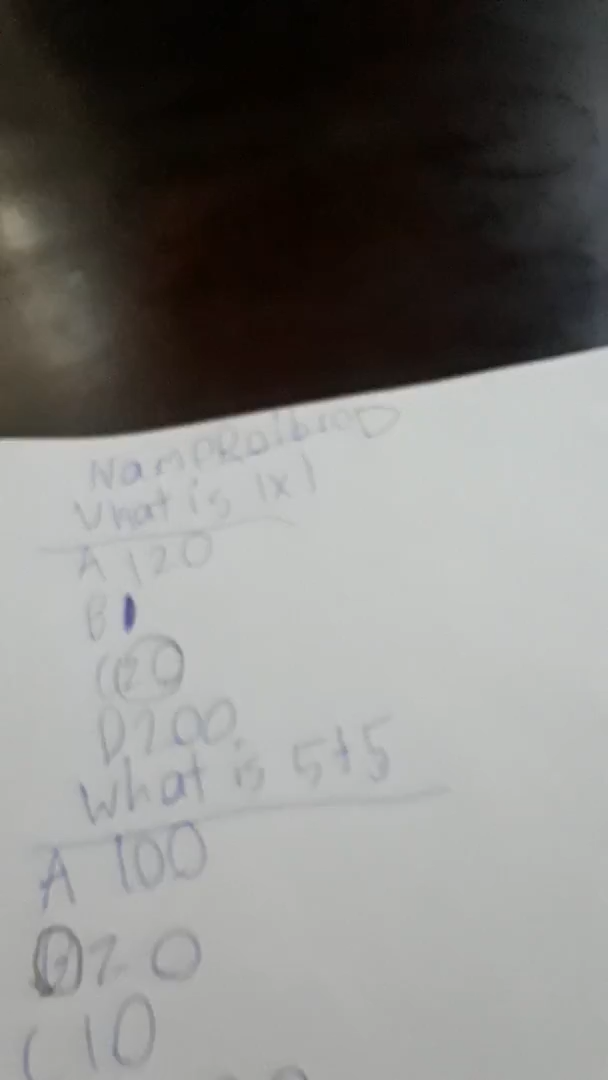 What is 1x1
A 120
B 1
C 20
D 200
What is 5+5
A 100
B 20
C 10